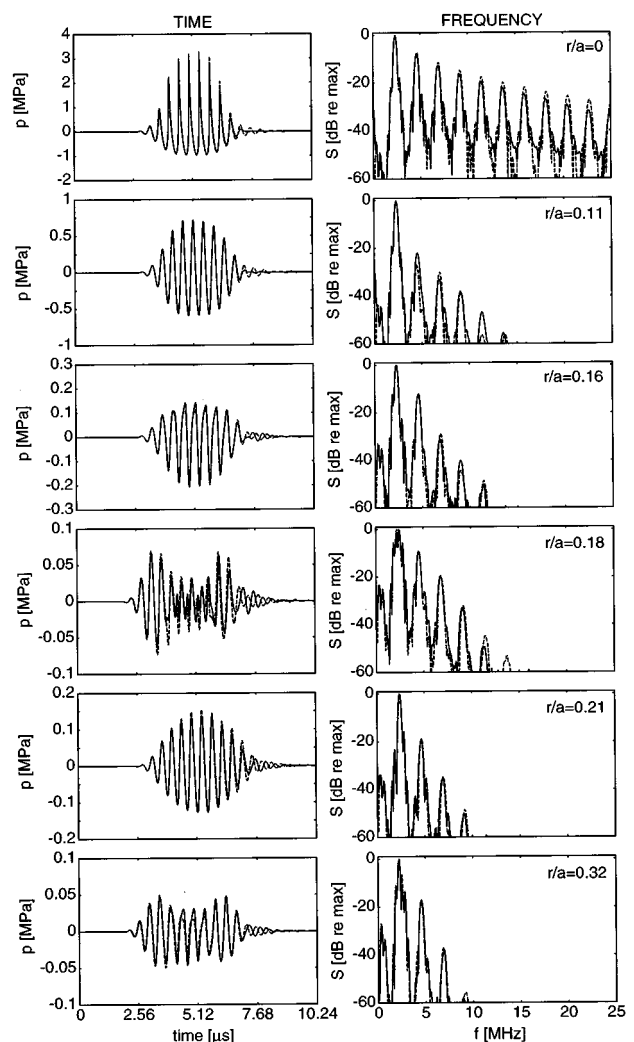 TIME
FREQUENCY
p [MPa]
4
3
2
1
0
-1
-2
S [dB re max]
0
-20
-40
-60
r/a=0
p [MPa]
1
0.5
0
-0.5
-1
S [dB re max]
0
-20
-40
-60
r/a=0.11
p [MPa]
0.3
0.2
0.1
0
-0.1
-0.2
-0.3
S [dB re max]
0
-20
-40
-60
r/a=0.16
p [MPa]
0.1
0.05
0
-0.05
-0.1
S [dB re max]
0
-20
-40
-60
r/a=0.18
p [MPa]
0.2
0.1
0
-0.1
-0.2
S [dB re max]
0
-20
-40
-60
r/a=0.21
p [MPa]
0.1
0.05
0
-0.05
-0.1
0 2.56 5.12 7.68 10.24
time [μs]
S [dB re max]
0
-20
-40
-60
r/a=0.32
0 5 10 15 20 25
f [MHz]